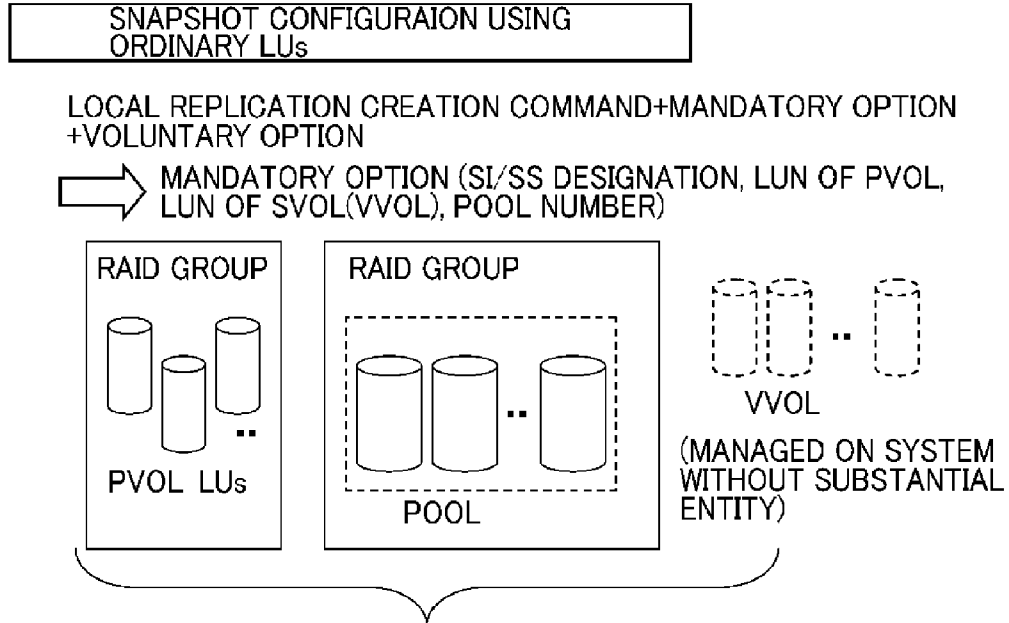 SNAPSHOT CONFIGURAION USING
ORDINARY LUs
LOCAL REPLICATION CREATION COMMAND+MANDATORY OPTION
+VOLUNTARY OPTION
MANDATORY OPTION (SI/SS DESIGNATION, LUN OF PVOL,
LUN OF SVOL(VVOL), POOL NUMBER)
RAID GROUP
PVOL LUs
RAID GROUP
POOL
VVOL
(MANAGED ON SYSTEM
WITHOUT SUBSTANTIAL
ENTITY)